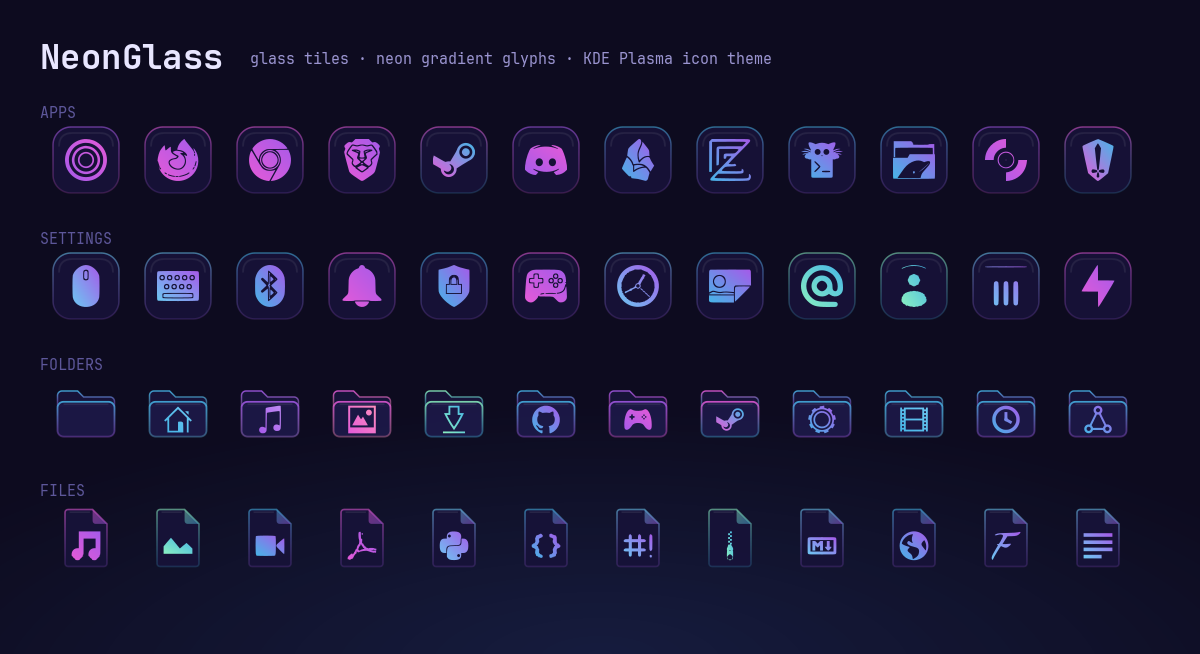 NeonGlass glass tiles · neon gradient glyphs · KDE Plasma icon theme
APPS
SETTINGS
FOLDERS
FILES
{} #! M↓